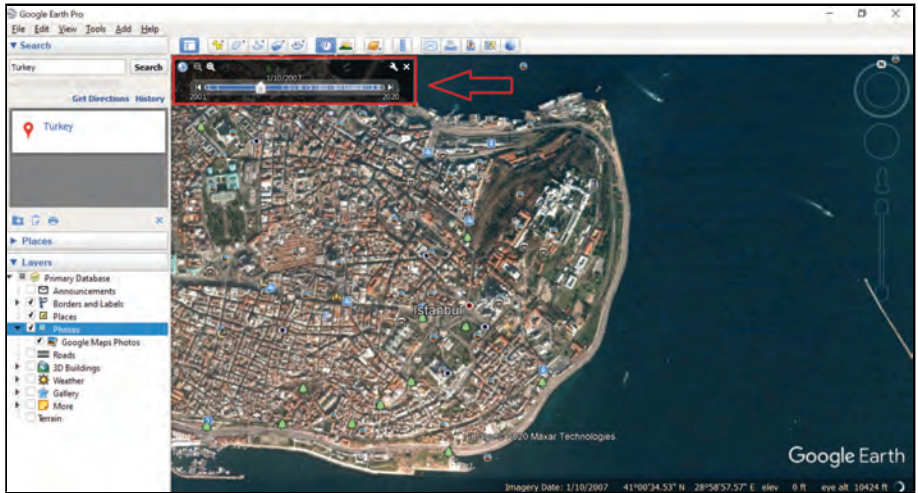 Google Earth Pro
File Edit View Tools Add Help
Search
Turkey Search
Get Directions History
Turkey
Places
Layers
Primary Database
Announcements
Borders and Labels
Places
Photos
Google Maps Photos
Roads
3D Buildings
Weather
Gallery
More
Terrain
1/10/2007
2001 2020
Istanbul
2020 Maxar Technologies
Google Earth
Imagery Date: 1/10/2007 41°00'34.53" N 28°58'57.57" E elev 0 ft eye alt 10424 ft